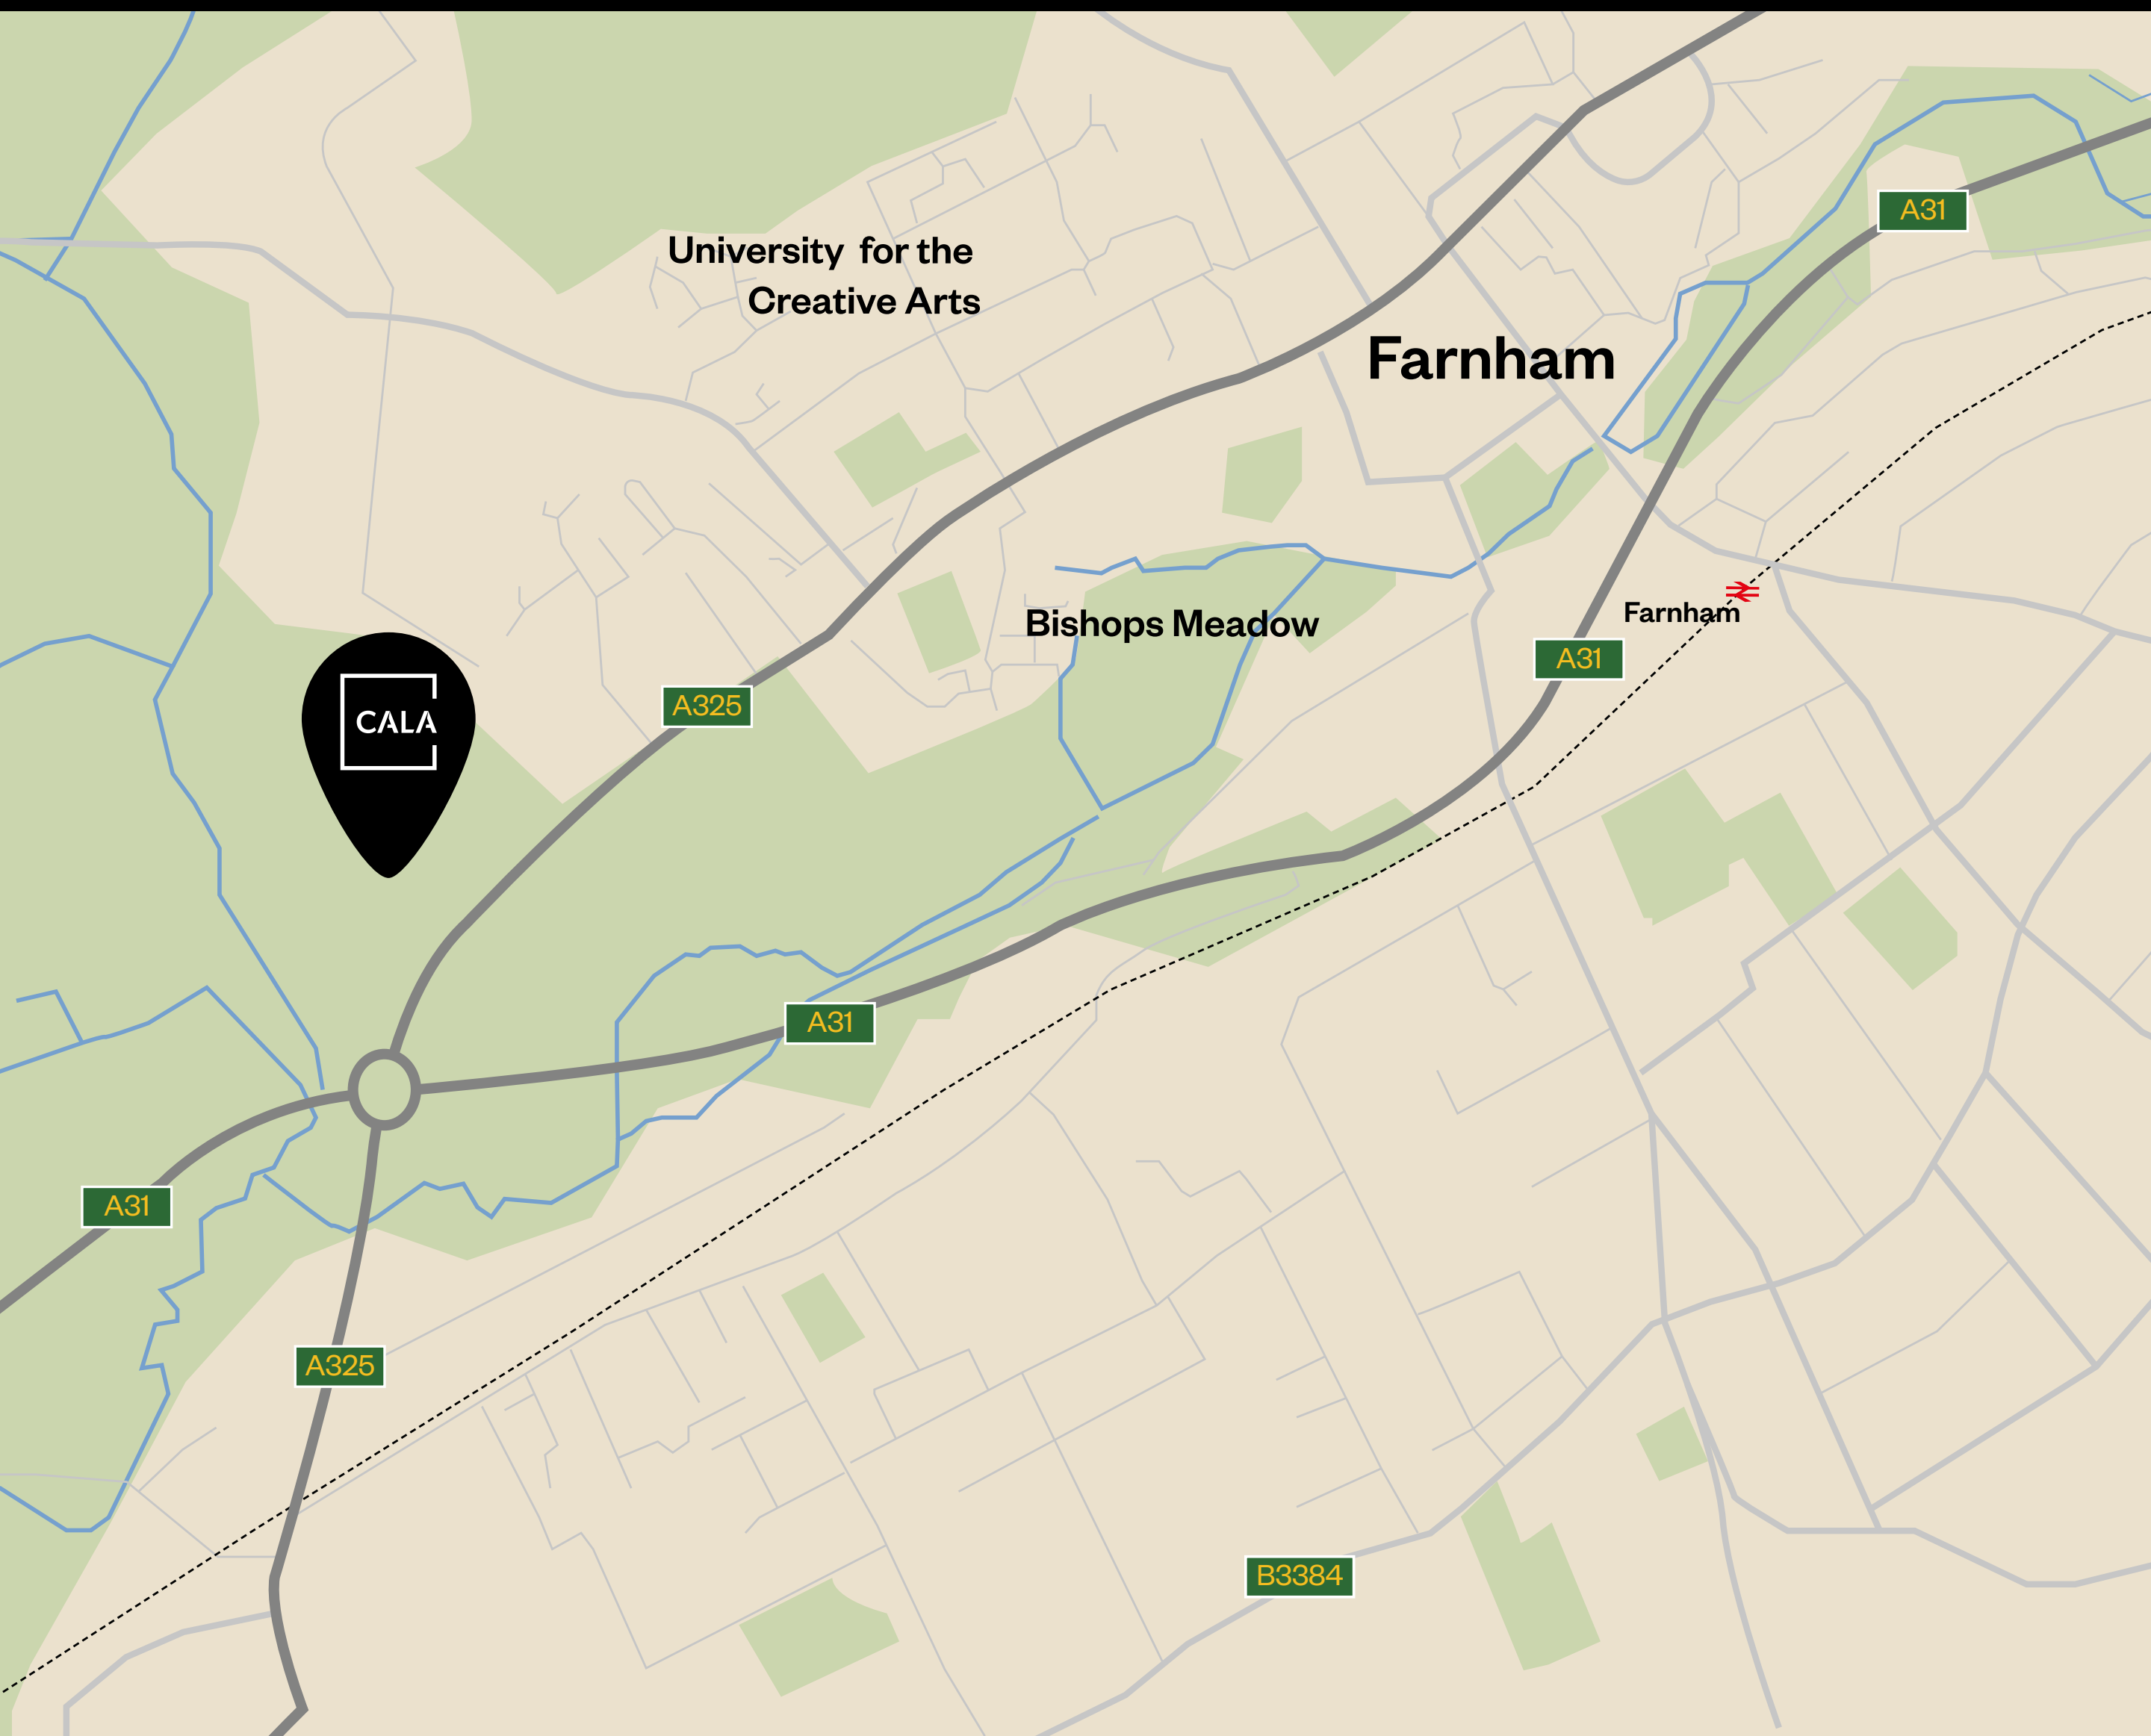 A31
University for the
Creative Arts
Farnham
Farnham
Bishops Meadow
A31
CALA
A325
A31
A31
A325
B3384